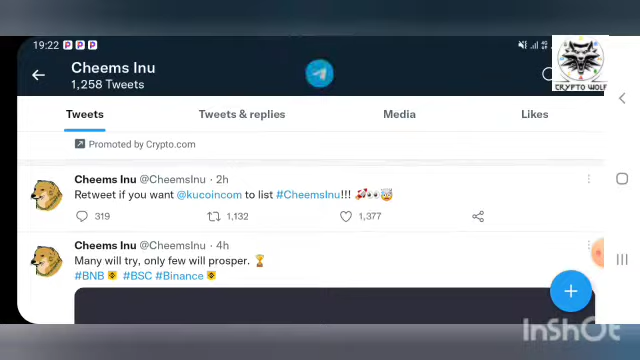 19:22
Cheems Inu
1,258 Tweets
CRYPTO WOLF
Tweets Tweets & replies Media Likes
Promoted by Crypto.com
Cheems Inu @CheemsInu · 2h
Retweet if you want @kucoincom to list #CheemsInu!!! 🚀👀🤯
319 1,132 1,377
Cheems Inu @CheemsInu · 4h
Many will try, only few will prosper. 🏆
#BNB #BSC #Binance
InShOt